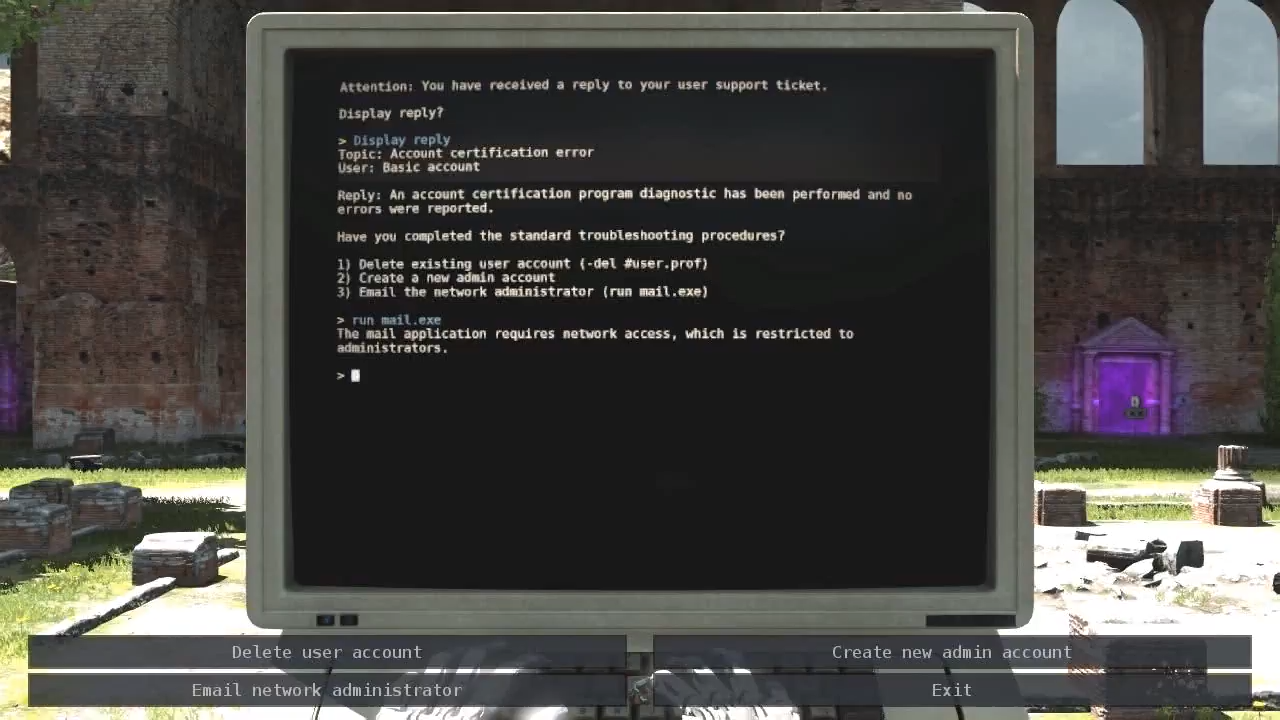 Attention: You have received a reply to your user support ticket.
Display reply?
> Display reply
Topic: Account certification error
User: Basic account
Reply: An account certification program diagnostic has been performed and no
errors were reported.
Have you completed the standard troubleshooting procedures?
1) Delete existing user account (-del #user.prof)
2) Create a new admin account
3) Email the network administrator (run mail.exe)
> run mail.exe
The mail application requires network access, which is restricted to
administrators.
>
Delete user account
Create new admin account
Email network administrator
Exit